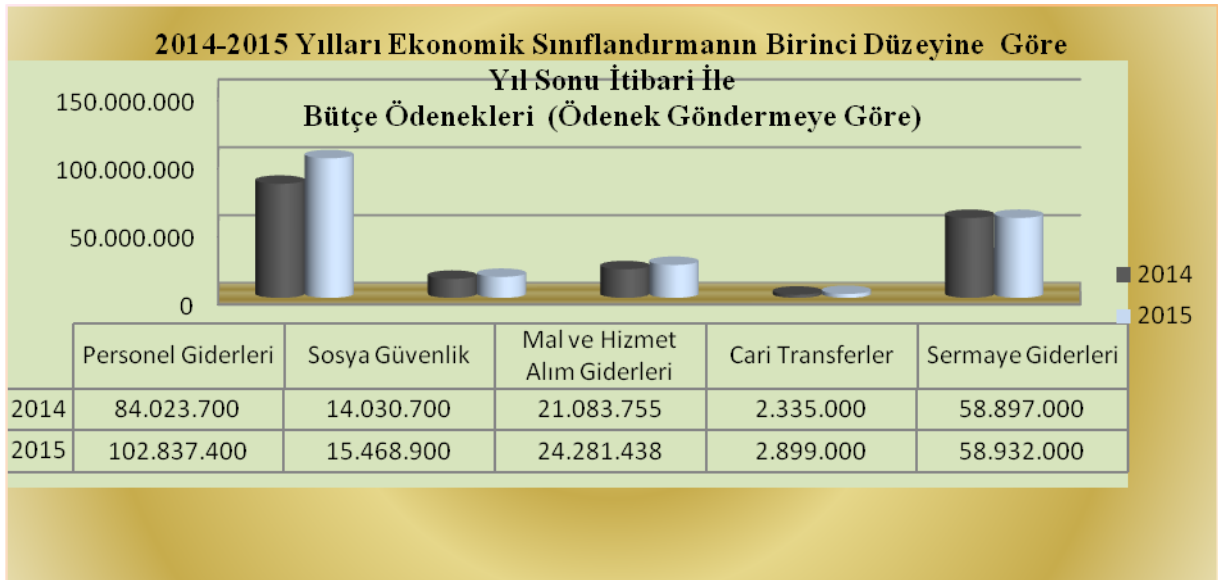 2014-2015 Yılları Ekonomik Sınıflandırmanın Birinci Düzeyine Göre
Yıl Sonu İtibari İle
Bütçe Ödenekleri (Ödenek Göndermeye Göre)
150.000.000
100.000.000
50.000.000
0
2014
2015
Personel Giderleri Sosya Güvenlik Mal ve Hizmet Alım Giderleri Cari Transferler Sermaye Giderleri
2014 84.023.700 14.030.700 21.083.755 2.335.000 58.897.000
2015 102.837.400 15.468.900 24.281.438 2.899.000 58.932.000